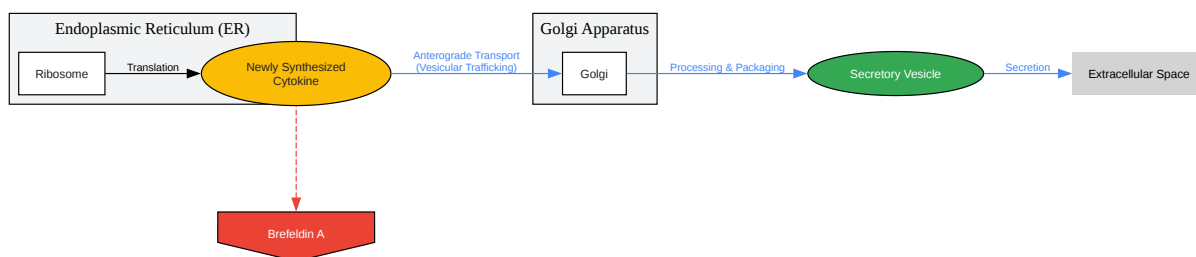 Endoplasmic Reticulum (ER)
Ribosome
Translation
Newly Synthesized
Cytokine
Anterograde Transport
(Vesicular Trafficking)
Golgi Apparatus
Golgi
Processing & Packaging
Secretory Vesicle
Secretion
Extracellular Space
Brefeldin A